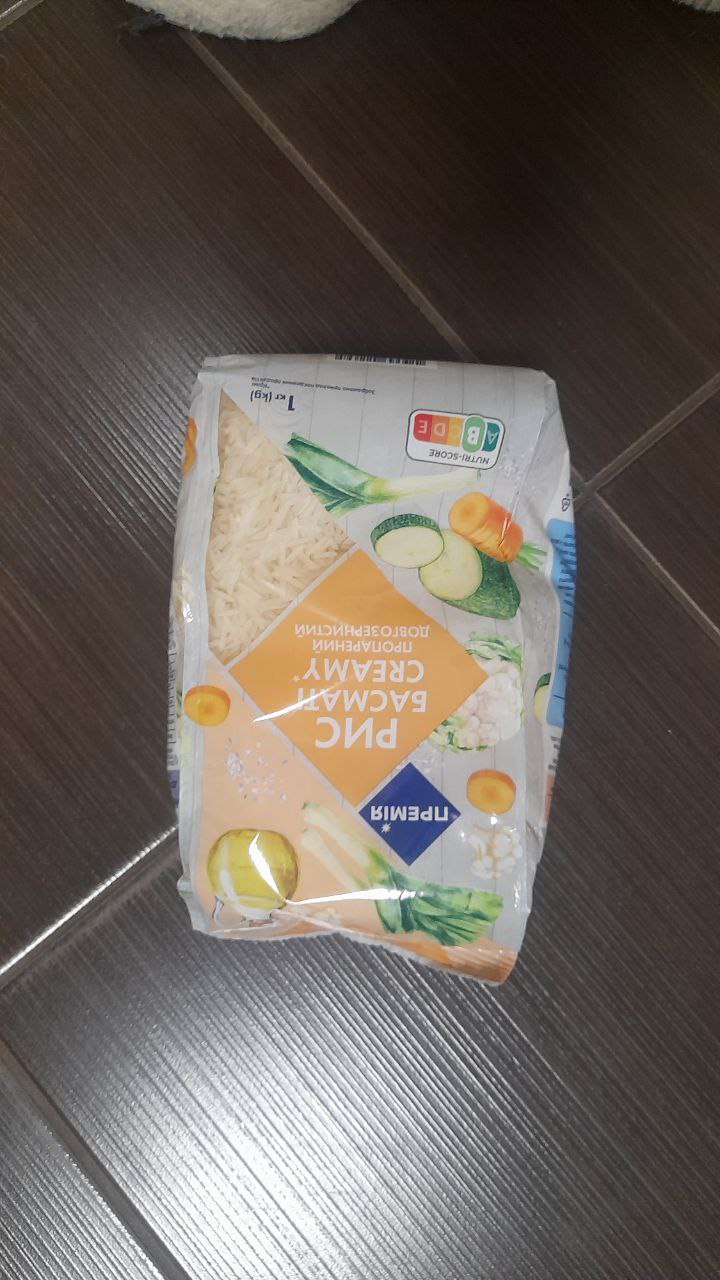 ПРЕМІЯ
РИС
БАСМАТІ
CREAMY*
ПРОПАРЕНИЙ
ДОВГОЗЕРНИСТИЙ
NUTRI-SCORE
A B C D E
1 кг (kg)